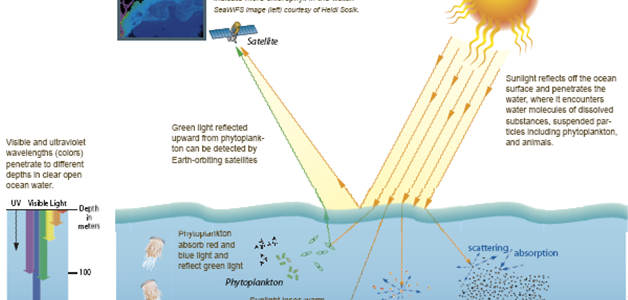 SeaWiFS image (left) courtesy of Heidi Sosik.
Satellite
Sunlight reflects off the ocean
surface and penetrates the
water, where it encounters
water molecules of dissolved
substances, suspended par-
ticles including phytoplankton,
and animals.
Green light reflected
upward from phytoplank-
ton can be detected by
Earth-orbiting satellites
Visible and ultraviolet
wavelengths (colors)
penetrate to different
depths in clear open
ocean water.
UV Visible Light
Depth
in
meters
100
Phytoplankton
absorb red and
blue light and
reflect green light
Phytoplankton
scattering
absorption